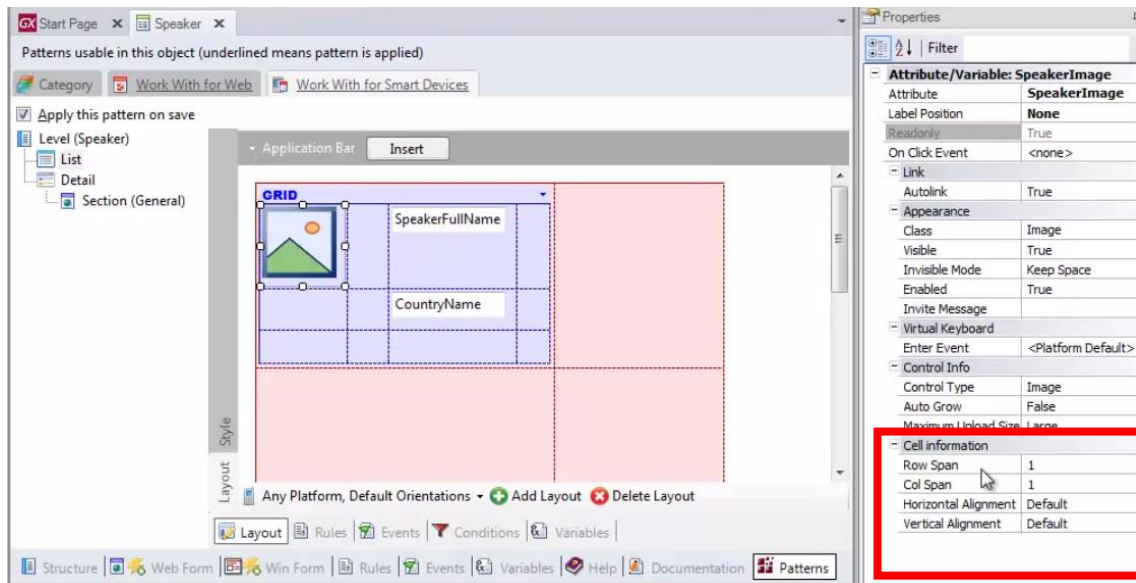 Start Page
Speaker
Patterns usable in this object (underlined means pattern is applied)
Category
Work With for Web
Work With for Smart Devices
Apply this pattern on save
Level (Speaker)
List
Detail
Section (General)
Application Bar
Insert
GRID
SpeakerFullName
CountryName
Style
Layout
Any Platform, Default Orientations
Add Layout
Delete Layout
Layout
Rules
Events
Conditions
Variables
Structure
Web Form
Win Form
Rules
Events
Variables
Help
Documentation
Patterns
Properties
Filter
Attribute/Variable: SpeakerImage
Attribute SpeakerImage
Label Position None
Readonly True
On Click Event <none>
Link
Autolink True
Appearance
Class Image
Visible True
Invisible Mode Keep Space
Enabled True
Invite Message
Virtual Keyboard
Enter Event <Platform Default>
Control Info
Control Type Image
Auto Grow False
Maximum Upload Size Large
Cell information
Row Span 1
Col Span 1
Horizontal Alignment Default
Vertical Alignment Default